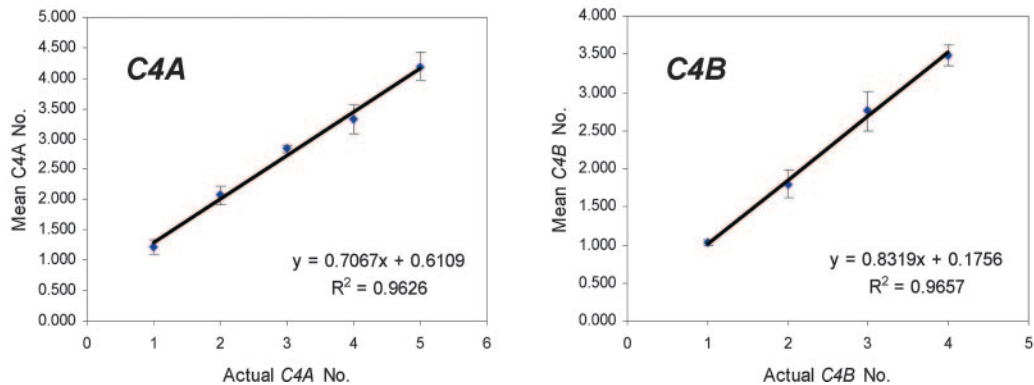 5.000
4.500
4.000
3.500
3.000
2.500
2.000
1.500
1.000
0.500
0.000
Mean C4A No.
C4A
y = 0.7067x + 0.6109
R² = 0.9626
0 1 2 3 4 5 6
Actual C4A No.
4.000
3.500
3.000
2.500
2.000
1.500
1.000
0.500
0.000
Mean C4B No.
C4B
y = 0.8319x + 0.1756
R² = 0.9657
0 1 2 3 4 5
Actual C4B No.